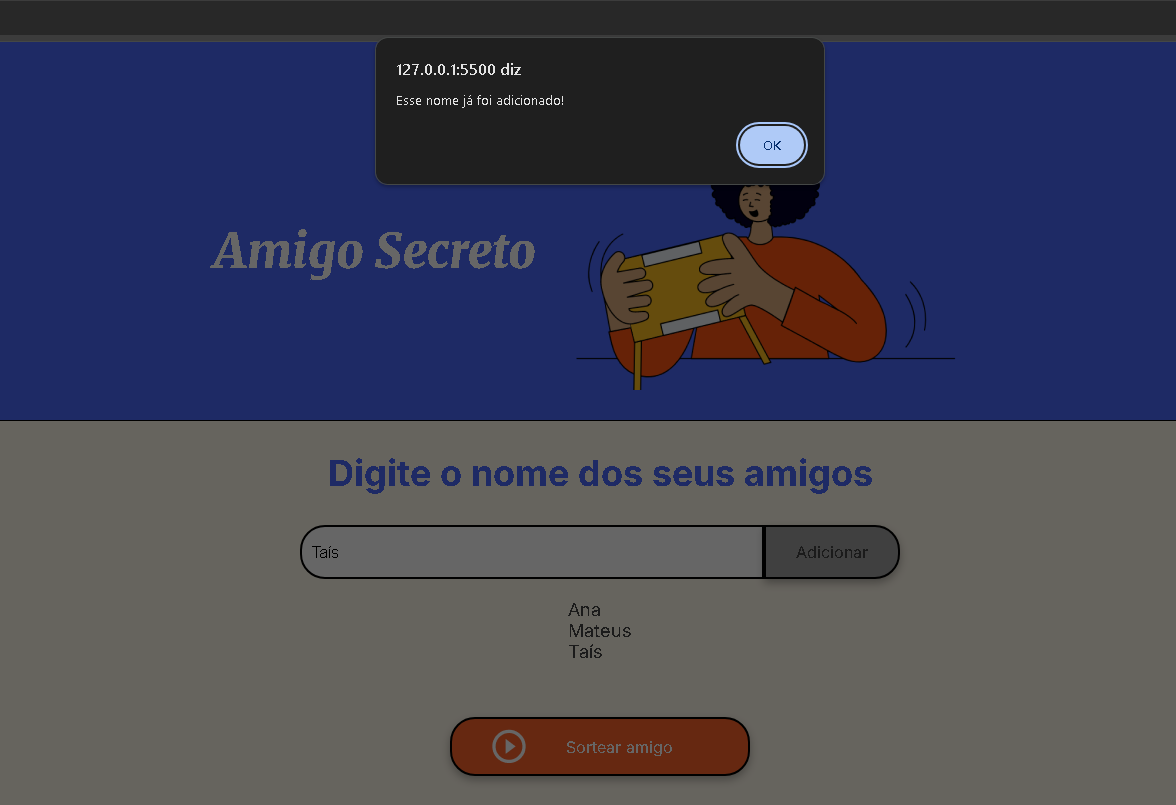 127.0.0.1:5500 diz
Esse nome já foi adicionado!
OK
Amigo Secreto
Digite o nome dos seus amigos
Taís
Adicionar
Ana
Mateus
Taís
Sortear amigo